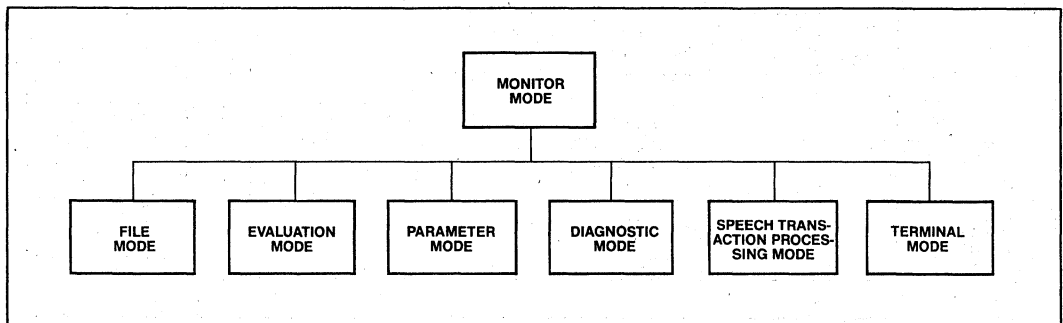 MONITOR
MODE
FILE
MODE
EVALUATION
MODE
PARAMETER
MODE
DIAGNOSTIC
MODE
SPEECH TRANS-
ACTION PROCES-
SING MODE
TERMINAL
MODE